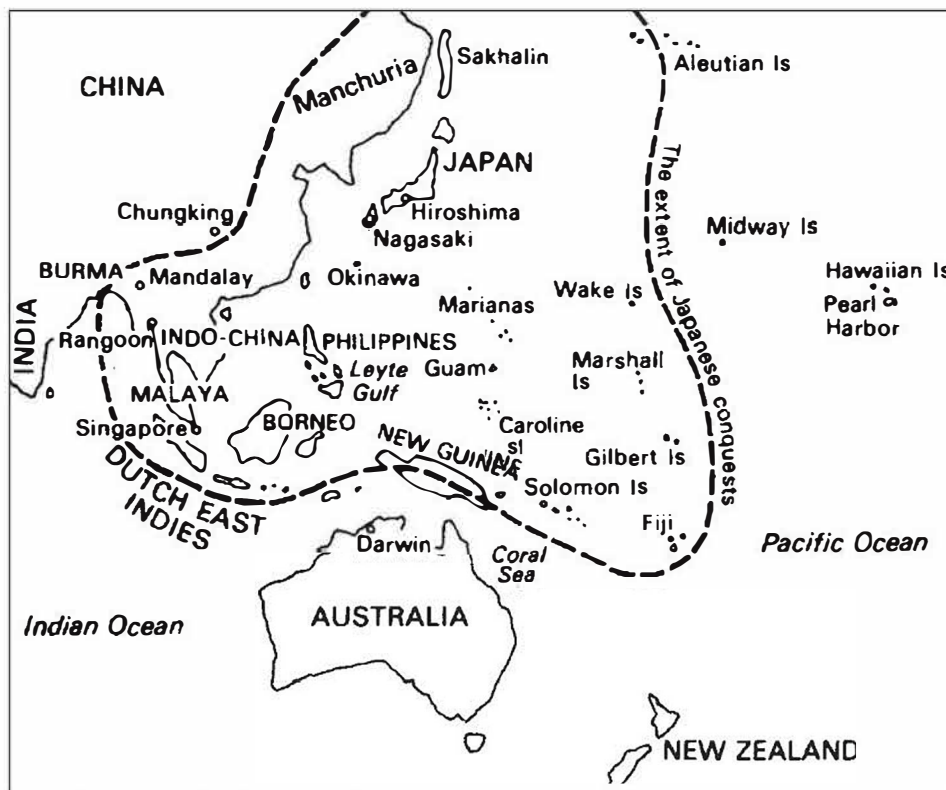 Sakhalin
Aleutian Is
CHINA
Manchuria
JAPAN
The extent of Japanese conquests
Chungking
Hiroshima
Nagasaki
Midway Is
BURMA
Mandalay
Okinawa
Hawaiian Is
Marianas
Wake Is
Pearl
Harbor
INDIA
Rangoon
INDO-CHINA
PHILIPPINES
Leyte
Gulf
Guam
Marshall
Is
MALAYA
Singapore
BORNEO
Caroline
NEW GUINEA
Gilbert Is
Solomon Is
DUTCH EAST
INDIES
Fiji
Darwin
Coral
Sea
Pacific Ocean
AUSTRALIA
Indian Ocean
NEW ZEALAND